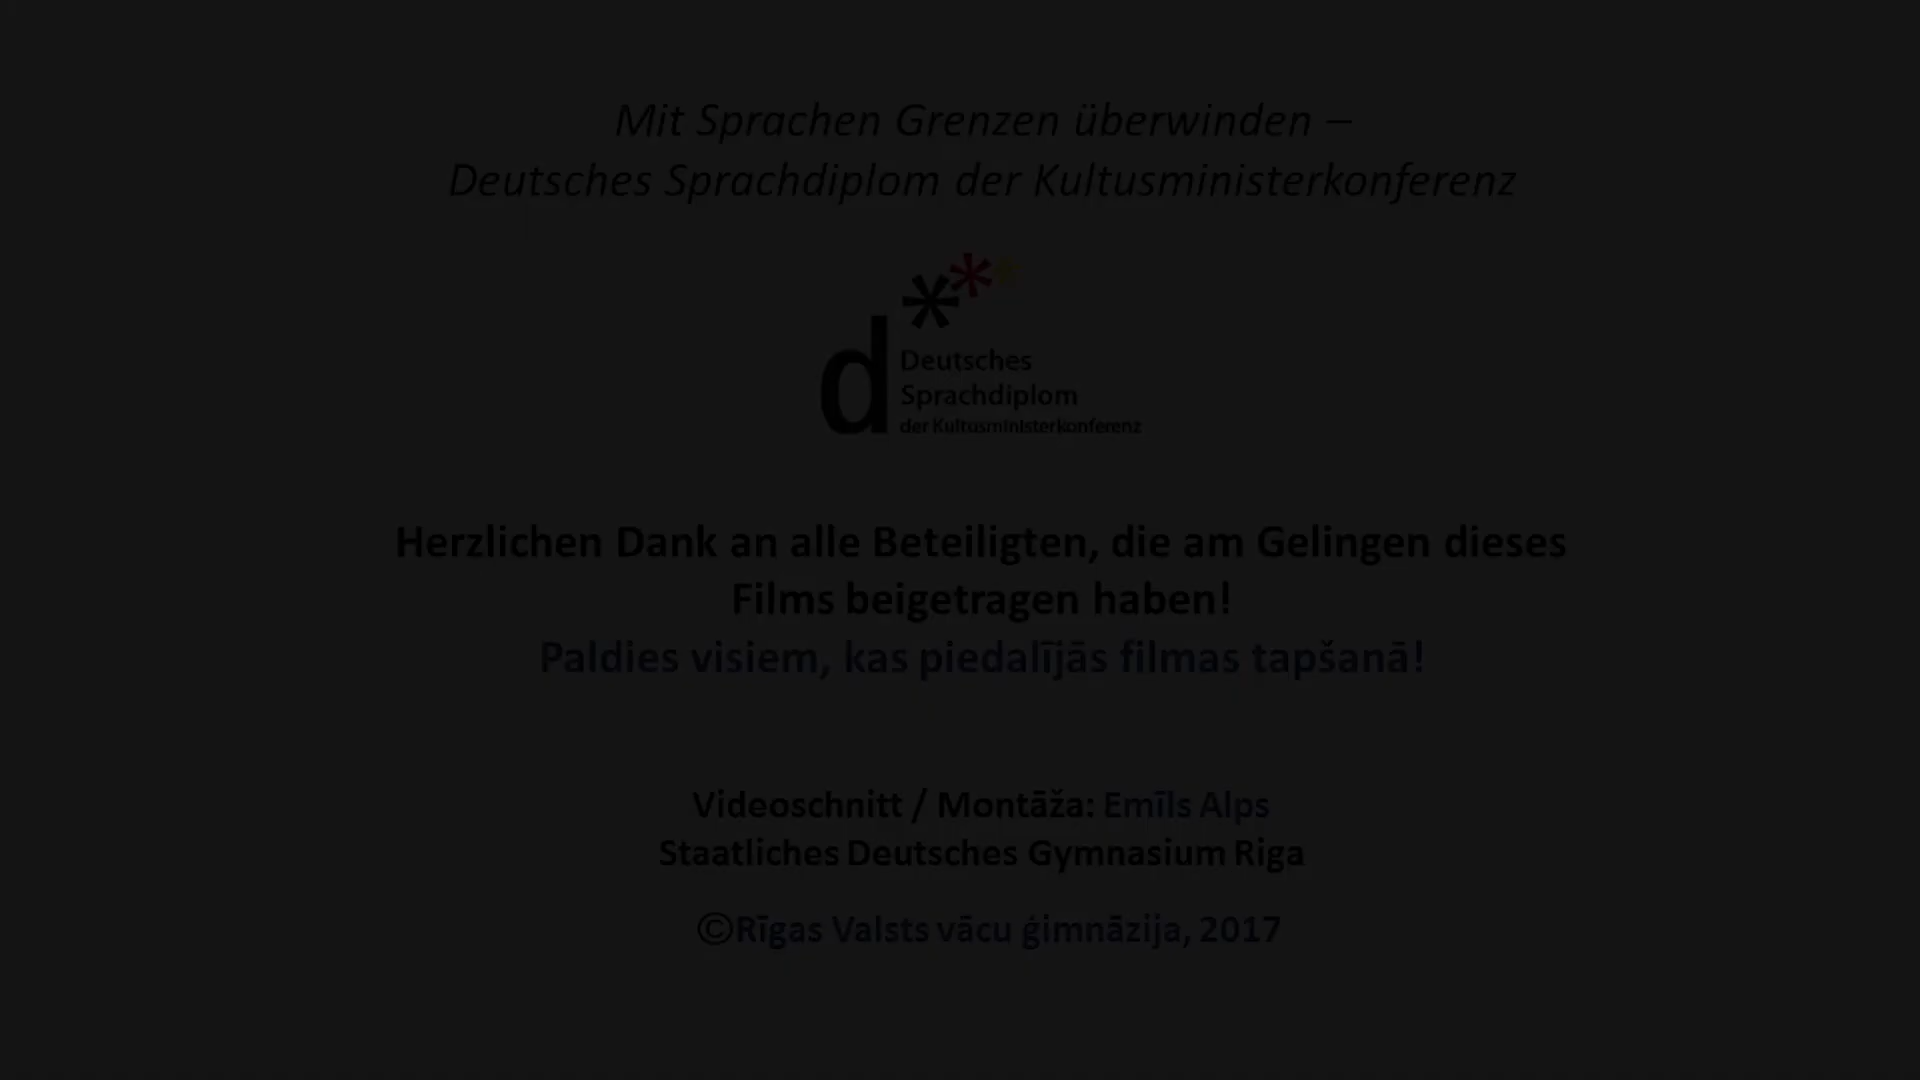 Mit Sprachen Grenzen überwinden –
Deutsches Sprachdiplom der Kultusministerkonferenz
d***
Deutsches
Sprachdiplom
der Kultusministerkonferenz
Herzlichen Dank an alle Beteiligten, die am Gelingen dieses
Films beigetragen haben!
Paldies visiem, kas piedalījās filmas tapšanā!
Videoschnitt / Montāža: Emīls Alps
Staatliches Deutsches Gymnasium Riga
©Rīgas Valsts vācu ģimnāzija, 2017